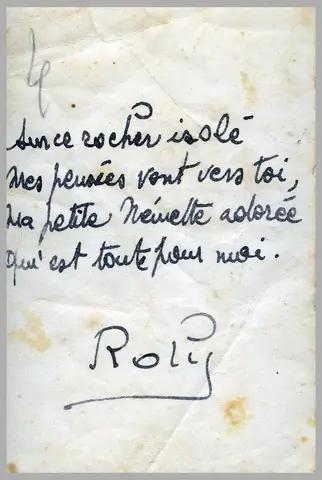 4
Sur ce rocher isolé
Mes pensées vont vers toi,
Ma petite Némette adorée
Qui est toute pour moi.
Roly